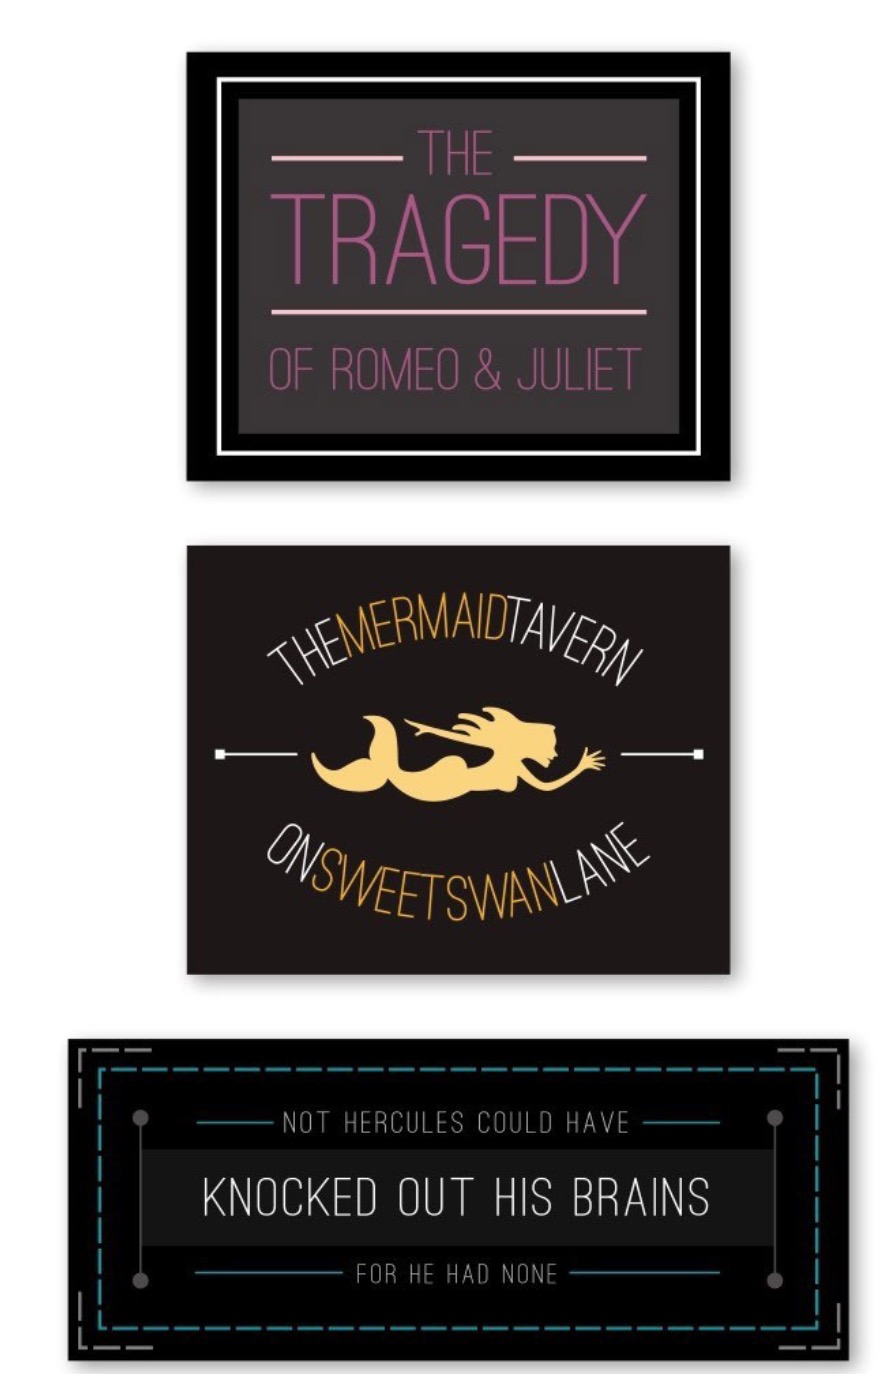 THE
TRAGEDY
OF ROMEO & JULIET
THEMERMAIDTAVERN
ONSWEETSWANLANE
NOT HERCULES COULD HAVE
KNOCKED OUT HIS BRAINS
FOR HE HAD NONE